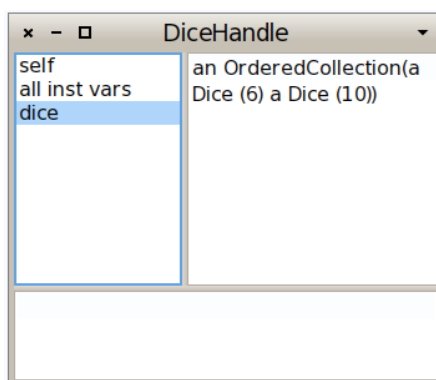 DiceHandle
self
all inst vars
dice
an OrderedCollection(a
Dice (6) a Dice (10))